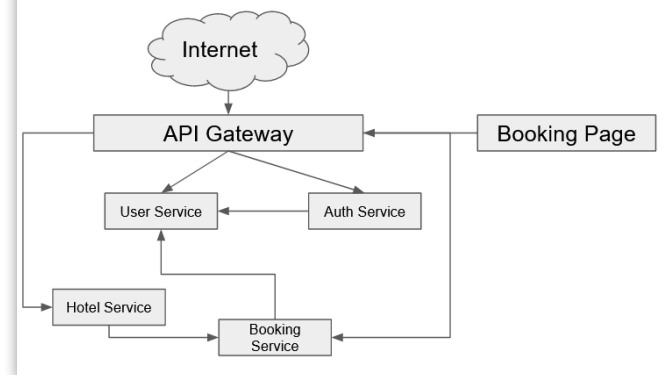 Internet
API Gateway
Booking Page
User Service
Auth Service
Hotel Service
Booking
Service